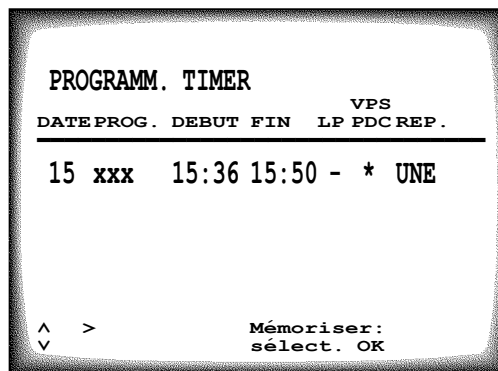 PROGRAMM. TIMER
VPS
DATE PROG. DEBUT FIN LP PDC REP.
15 xxx 15:36 15:50 - * UNE
^ > Mémoriser:
v sélect. OK